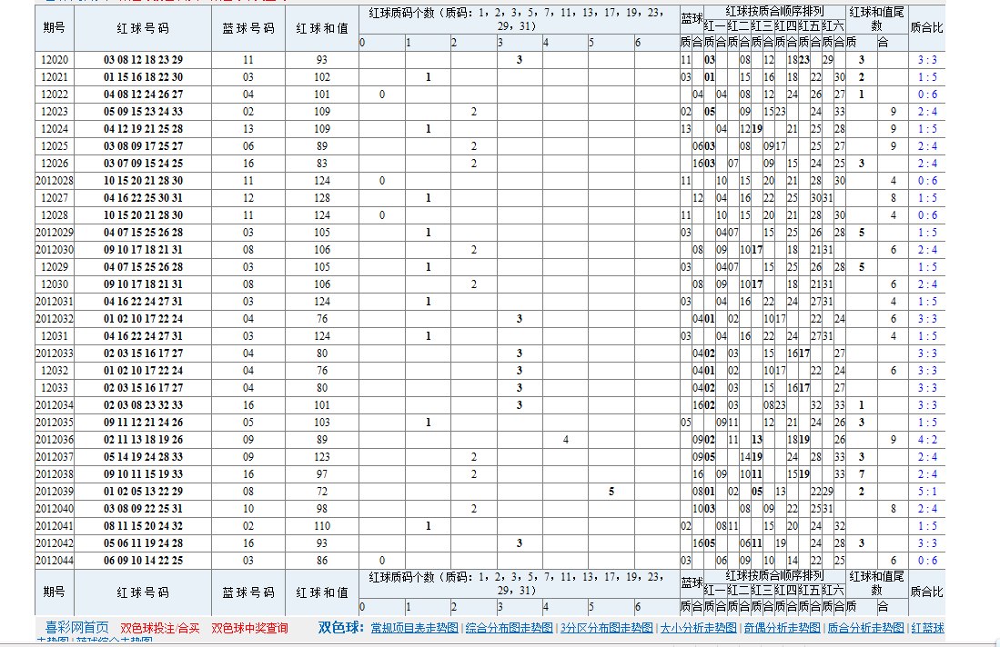 期号 红 球 号 码 蓝 球 号 码 红 球 和 值 红球质码个数（质码：1，2，3，5，7，11，13，17，19，23，29，31） 蓝球 红球按质合顺序排列 红球和值尾数 质合比
红一 红二 红三 红四 红五 红六
0 1 2 3 4 5 6 质 合 质 合 质 合 质 合 质 合 质 合 质 合 质 合
12020 03 08 12 18 23 29 11 93 3 11 03 08 12 18 23 29 3 3 : 3
12021 01 15 16 18 22 30 03 102 1 03 01 15 16 18 22 30 2 1 : 5
12022 04 08 12 24 26 27 04 101 0 04 04 08 12 24 26 27 1 0 : 6
12023 05 09 15 23 24 33 02 109 2 02 05 09 15 23 24 33 9 2 : 4
12024 04 12 19 21 25 28 13 109 1 13 04 12 19 21 25 28 9 1 : 5
12025 03 08 09 17 25 27 06 89 2 06 03 08 09 17 25 27 9 2 : 4
12026 03 07 09 15 24 25 16 83 2 16 03 07 09 15 24 25 3 2 : 4
2012028 10 15 20 21 28 30 11 124 0 11 10 15 20 21 28 30 4 0 : 6
12027 04 16 22 25 30 31 12 128 1 12 04 16 22 25 30 31 8 1 : 5
12028 10 15 20 21 28 30 11 124 0 11 10 15 20 21 28 30 4 0 : 6
2012029 04 07 15 25 26 28 03 105 1 03 04 07 15 25 26 28 5 1 : 5
2012030 09 10 17 18 21 31 08 106 2 08 09 10 17 18 21 31 6 2 : 4
12029 04 07 15 25 26 28 03 105 1 03 04 07 15 25 26 28 5 1 : 5
12030 09 10 17 18 21 31 08 106 2 08 09 10 17 18 21 31 6 2 : 4
2012031 04 16 22 24 27 31 03 124 1 03 04 16 22 24 27 31 4 1 : 5
2012032 01 02 10 17 22 24 04 76 3 04 01 02 10 17 22 24 6 3 : 3
12031 04 16 22 24 27 31 03 124 1 03 04 16 22 24 27 31 4 1 : 5
2012033 02 03 15 16 17 27 04 80 3 04 02 03 15 16 17 27 3 : 3
12032 01 02 10 17 22 24 04 76 3 04 01 02 10 17 22 24 6 3 : 3
12033 02 03 15 16 17 27 04 80 3 04 02 03 15 16 17 27 3 : 3
2012034 02 03 08 23 32 33 16 101 3 16 02 03 08 23 32 33 1 3 : 3
2012035 09 11 12 21 24 26 05 103 1 05 09 11 12 21 24 26 3 1 : 5
2012036 02 11 13 18 19 26 09 89 4 09 02 11 13 18 19 26 9 4 : 2
2012037 05 14 19 24 28 33 09 123 2 09 05 14 19 24 28 33 3 2 : 4
2012038 09 10 11 15 19 33 16 97 2 16 09 10 11 15 19 33 7 2 : 4
2012039 01 02 05 13 22 29 08 72 5 08 01 02 05 13 22 29 2 5 : 1
2012040 03 08 09 22 25 31 10 98 2 10 03 08 09 22 25 31 8 2 : 4
2012041 08 11 15 20 24 32 02 110 1 02 08 11 15 20 24 32 1 : 5
2012042 05 06 11 19 24 28 16 93 3 16 05 06 11 19 24 28 3 3 : 3
2012044 06 09 10 14 22 25 03 86 0 03 06 09 10 14 22 25 6 0 : 6
期号 红 球 号 码 蓝 球 号 码 红 球 和 值 红球质码个数（质码：1，2，3，5，7，11，13，17，19，23，29，31） 蓝球 红球按质合顺序排列 红球和值尾数 质合比
红一 红二 红三 红四 红五 红六
0 1 2 3 4 5 6 质 合 质 合 质 合 质 合 质 合 质 合 质 合 质 合
喜彩网首页 双色球投注/合买 双色球中奖查询 双色球：常规项目表走势图 | 综合分布图走势图 | 3分区分布图走势图 | 大小分析走势图 | 奇偶分析走势图 | 质合分析走势图 | 红蓝球
走势图 | 蓝球综合走势图